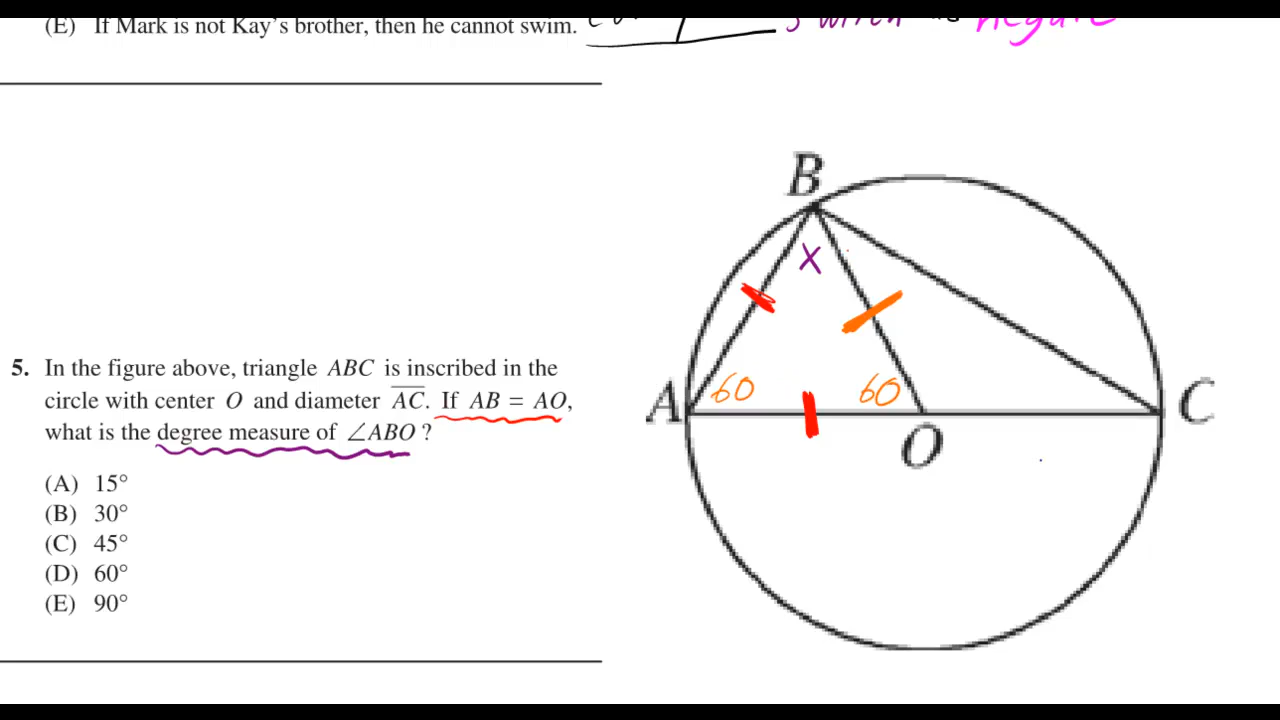 (E) If Mark is not Kay's brother, then he cannot swim.
switch
negate
B
X
60
60
A
O
C
5. In the figure above, triangle ABC is inscribed in the
circle with center O and diameter AC. If AB = AO,
what is the degree measure of ∠ABO ?
(A) 15°
(B) 30°
(C) 45°
(D) 60°
(E) 90°